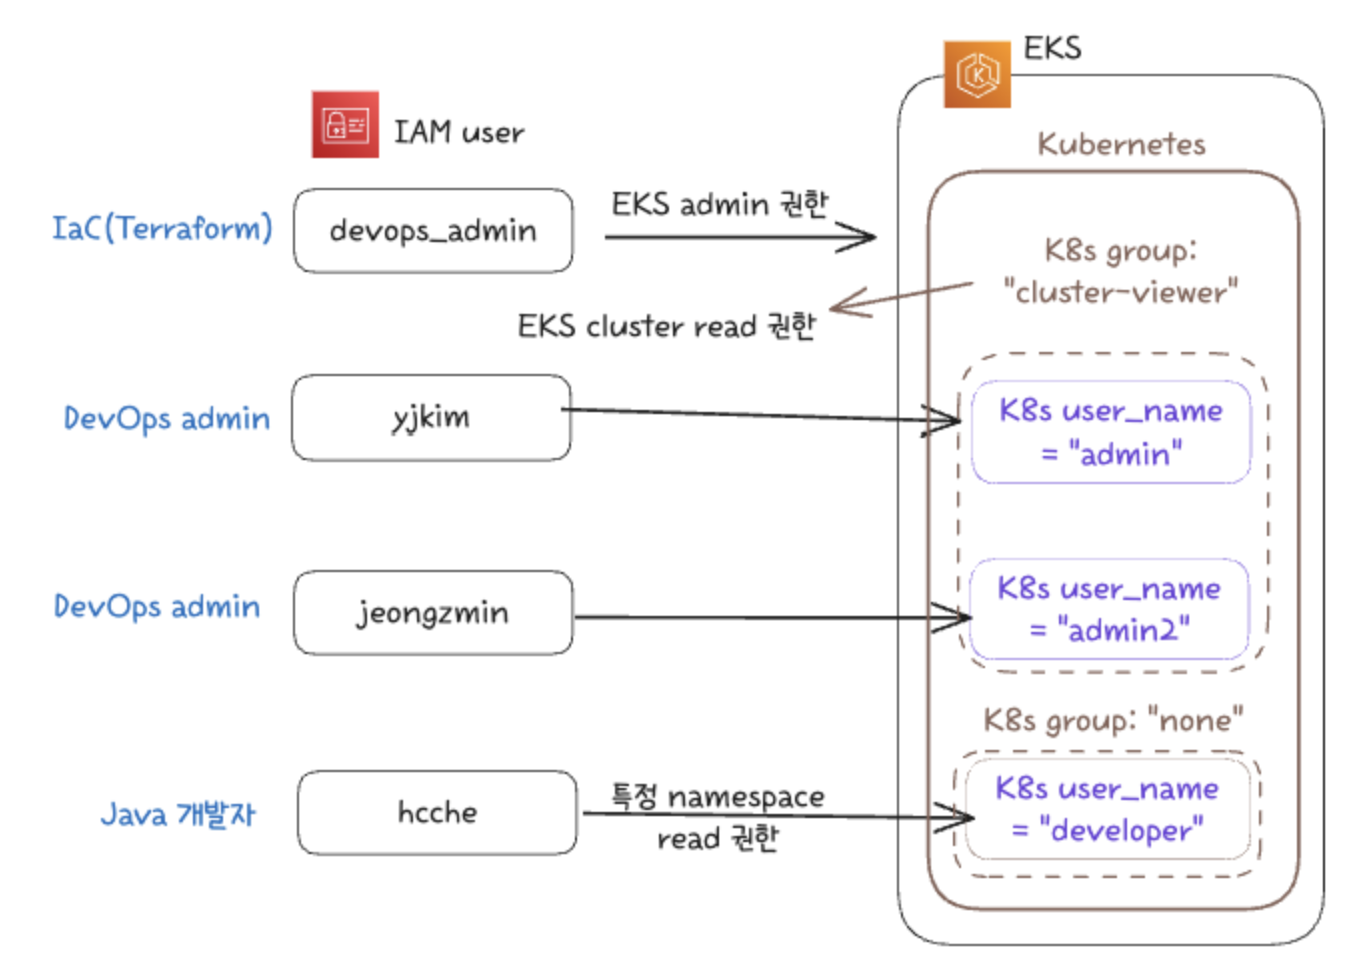 EKS
IAM user
Kubernetes
IaC(Terraform)
devops_admin
EKS admin 권한
K8s group:
"cluster-viewer"
EKS cluster read 권한
DevOps admin
yjkim
K8s user_name
= "admin"
DevOps admin
jeongzmin
K8s user_name
= "admin2"
K8s group: "none"
Java 개발자
hcche
특정 namespace
read 권한
K8s user_name
= "developer"